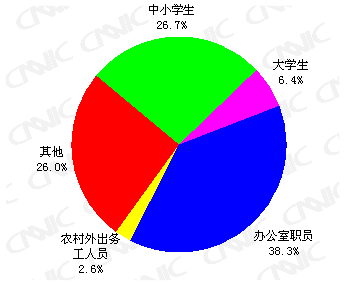 中小学生
26.7%
大学生
6.4%
其他
26.0%
农村外出务
工人员
2.6%
办公室职员
38.3%
CNNIC